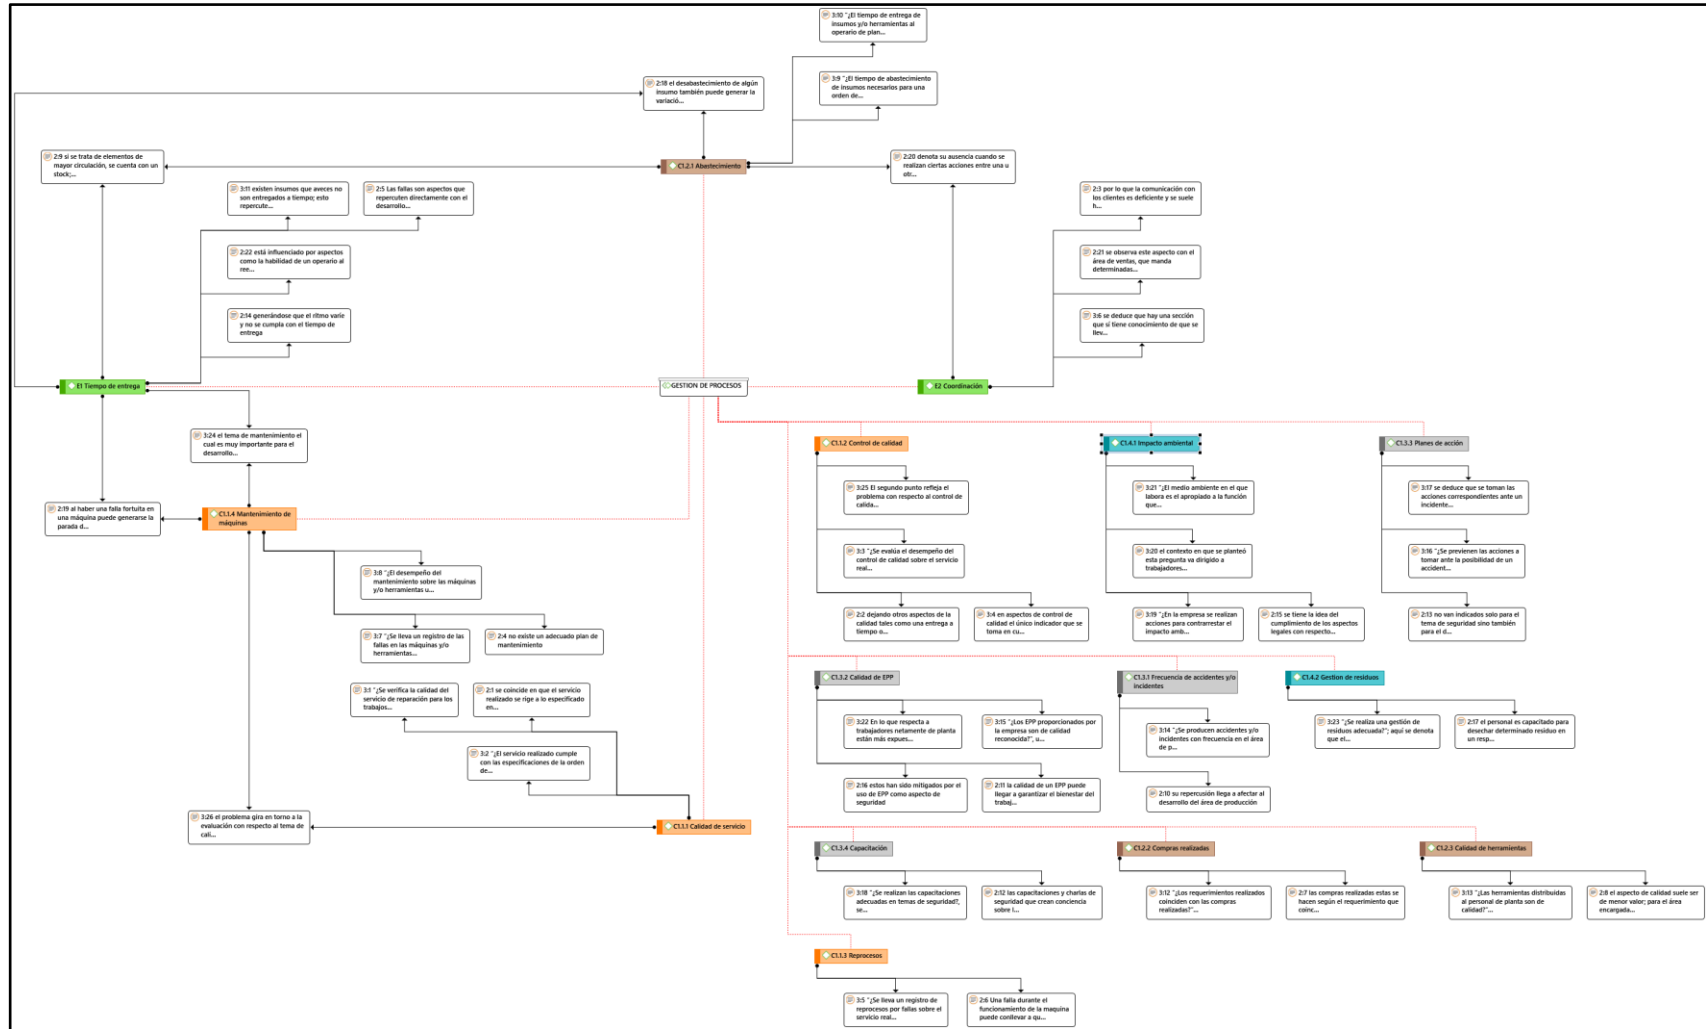 3:10 "¿El tiempo de entrega de
insumos y/o herramientas al
operario de plan...
3:9 "¿El tiempo de abastecimiento
de insumos necesarios para una
orden de...
2:18 el desabastecimiento de algún
insumo también puede generar la
variació...
2:9 si se trata de elementos de
mayor circulación, se cuenta con un
stock;...
C1.2.1 Abastecimiento
2:20 denota su ausencia cuando se
realizan ciertas acciones entre una u
otr...
3:11 existen insumos que aveces no
son entregados a tiempo; esto
repercute...
2:5 Las fallas son aspectos que
repercuten directamente con el
desarrollo...
2:3 por lo que la comunicación con
los clientes es deficiente y se suele
h...
2:22 está influenciado por aspectos
como la habilidad de un operario al
ree...
2:21 se observa este aspecto con el
área de ventas, que manda
determinadas...
2:14 generándose que el ritmo varíe
y no se cumpla con el tiempo de
entrega
3:6 se deduce que hay una sección
que si tiene conocimiento de que se
llev...
E1 Tiempo de entrega
GESTION DE PROCESOS
E2 Coordinación
3:24 el tema de mantenimiento el
cual es muy importante para el
desarrollo...
C1.1.2 Control de calidad
C1.4.1 Impacto ambiental
C1.3.3 Planes de acción
3:25 El segundo punto refleja el
problema con respecto al control de
calida...
3:21 "¿El medio ambiente en el que
labora es el apropiado a la función
que...
3:17 se deduce que se toman las
acciones correspondientes ante un
incidente...
2:19 al haber una falla fortuita en
una máquina puede generarse la
parada d...
C1.1.4 Mantenimiento de
máquinas
3:3 "¿Se evalúa el desempeño del
control de calidad sobre el servicio
real...
3:20 el contexto en que se planteó
esta pregunta va dirigido a
trabajadores...
3:16 "¿Se previenen las acciones a
tomar ante la posibilidad de un
accident...
3:8 "¿El desempeño del
mantenimiento sobre las máquinas
y/o herramientas u...
3:7 "¿Se lleva un registro de las
fallas en las máquinas y/o
herramientas...
2:4 no existe un adecuado plan de
mantenimiento
2:2 dejando otros aspectos de la
calidad tales como una entrega a
tiempo o...
3:4 en aspectos de control de
calidad el único indicador que se
toma en cu...
3:19 "¿En la empresa se realizan
acciones para contrarrestar el
impacto amb...
2:15 se tiene la idea del
cumplimiento de los aspectos
legales con respecto...
2:13 no van indicados solo para el
tema de seguridad sino también
para el d...
C1.3.2 Calidad de EPP
C1.3.1 Frecuencia de accidentes y/o
incidentes
C1.4.2 Gestion de residuos
3:1 "¿Se verifica la calidad del
servicio de reparación para los
trabajos...
2:1 se coincide en que el servicio
realizado se rige a lo especificado
en...
3:22 En lo que respecta a
trabajadores netamente de planta
están más expues...
3:15 "¿Los EPP proporcionados por
la empresa son de calidad
reconocida?", u...
3:14 "¿Se producen accidentes y/o
incidentes con frecuencia en el área
de p...
3:23 "¿Se realiza una gestión de
residuos adecuada?"; aquí se denota
que el...
2:17 el personal es capacitado para
desechar determinado residuo en
un resp...
3:2 "¿El servicio realizado cumple
con las especificaciones de la orden
de...
2:16 estos han sido mitigados por el
uso de EPP como aspecto de
seguridad
2:11 la calidad de un EPP puede
llegar a garantizar el bienestar del
trabaj...
2:10 su repercusión llega a afectar al
desarrollo del área de producción
3:26 el problema gira en torno a la
evaluación con respecto al tema de
cali...
C1.1.1 Calidad de servicio
C1.3.4 Capacitación
C1.2.2 Compras realizadas
C1.2.3 Calidad de herramientas
3:18 "¿Se realizan las capacitaciones
adecuadas en temas de seguridad?,
se...
2:12 las capacitaciones y charlas de
seguridad que crean conciencia
sobre l...
3:12 "¿Los requerimientos realizados
coinciden con las compras
realizadas?"...
2:7 las compras realizadas estas se
hacen según el requerimiento que
coinc...
3:13 "¿Las herramientas distribuidas
al personal de planta son de
calidad?"...
2:8 el aspecto de calidad suele ser
de menor valor; para el área
encargada...
C1.1.3 Reprocesos
3:5 "¿Se lleva un registro de
reprocesos por fallas sobre el
servicio real...
2:6 Una falla durante el
funcionamiento de la maquina
puede conllevar a qu...